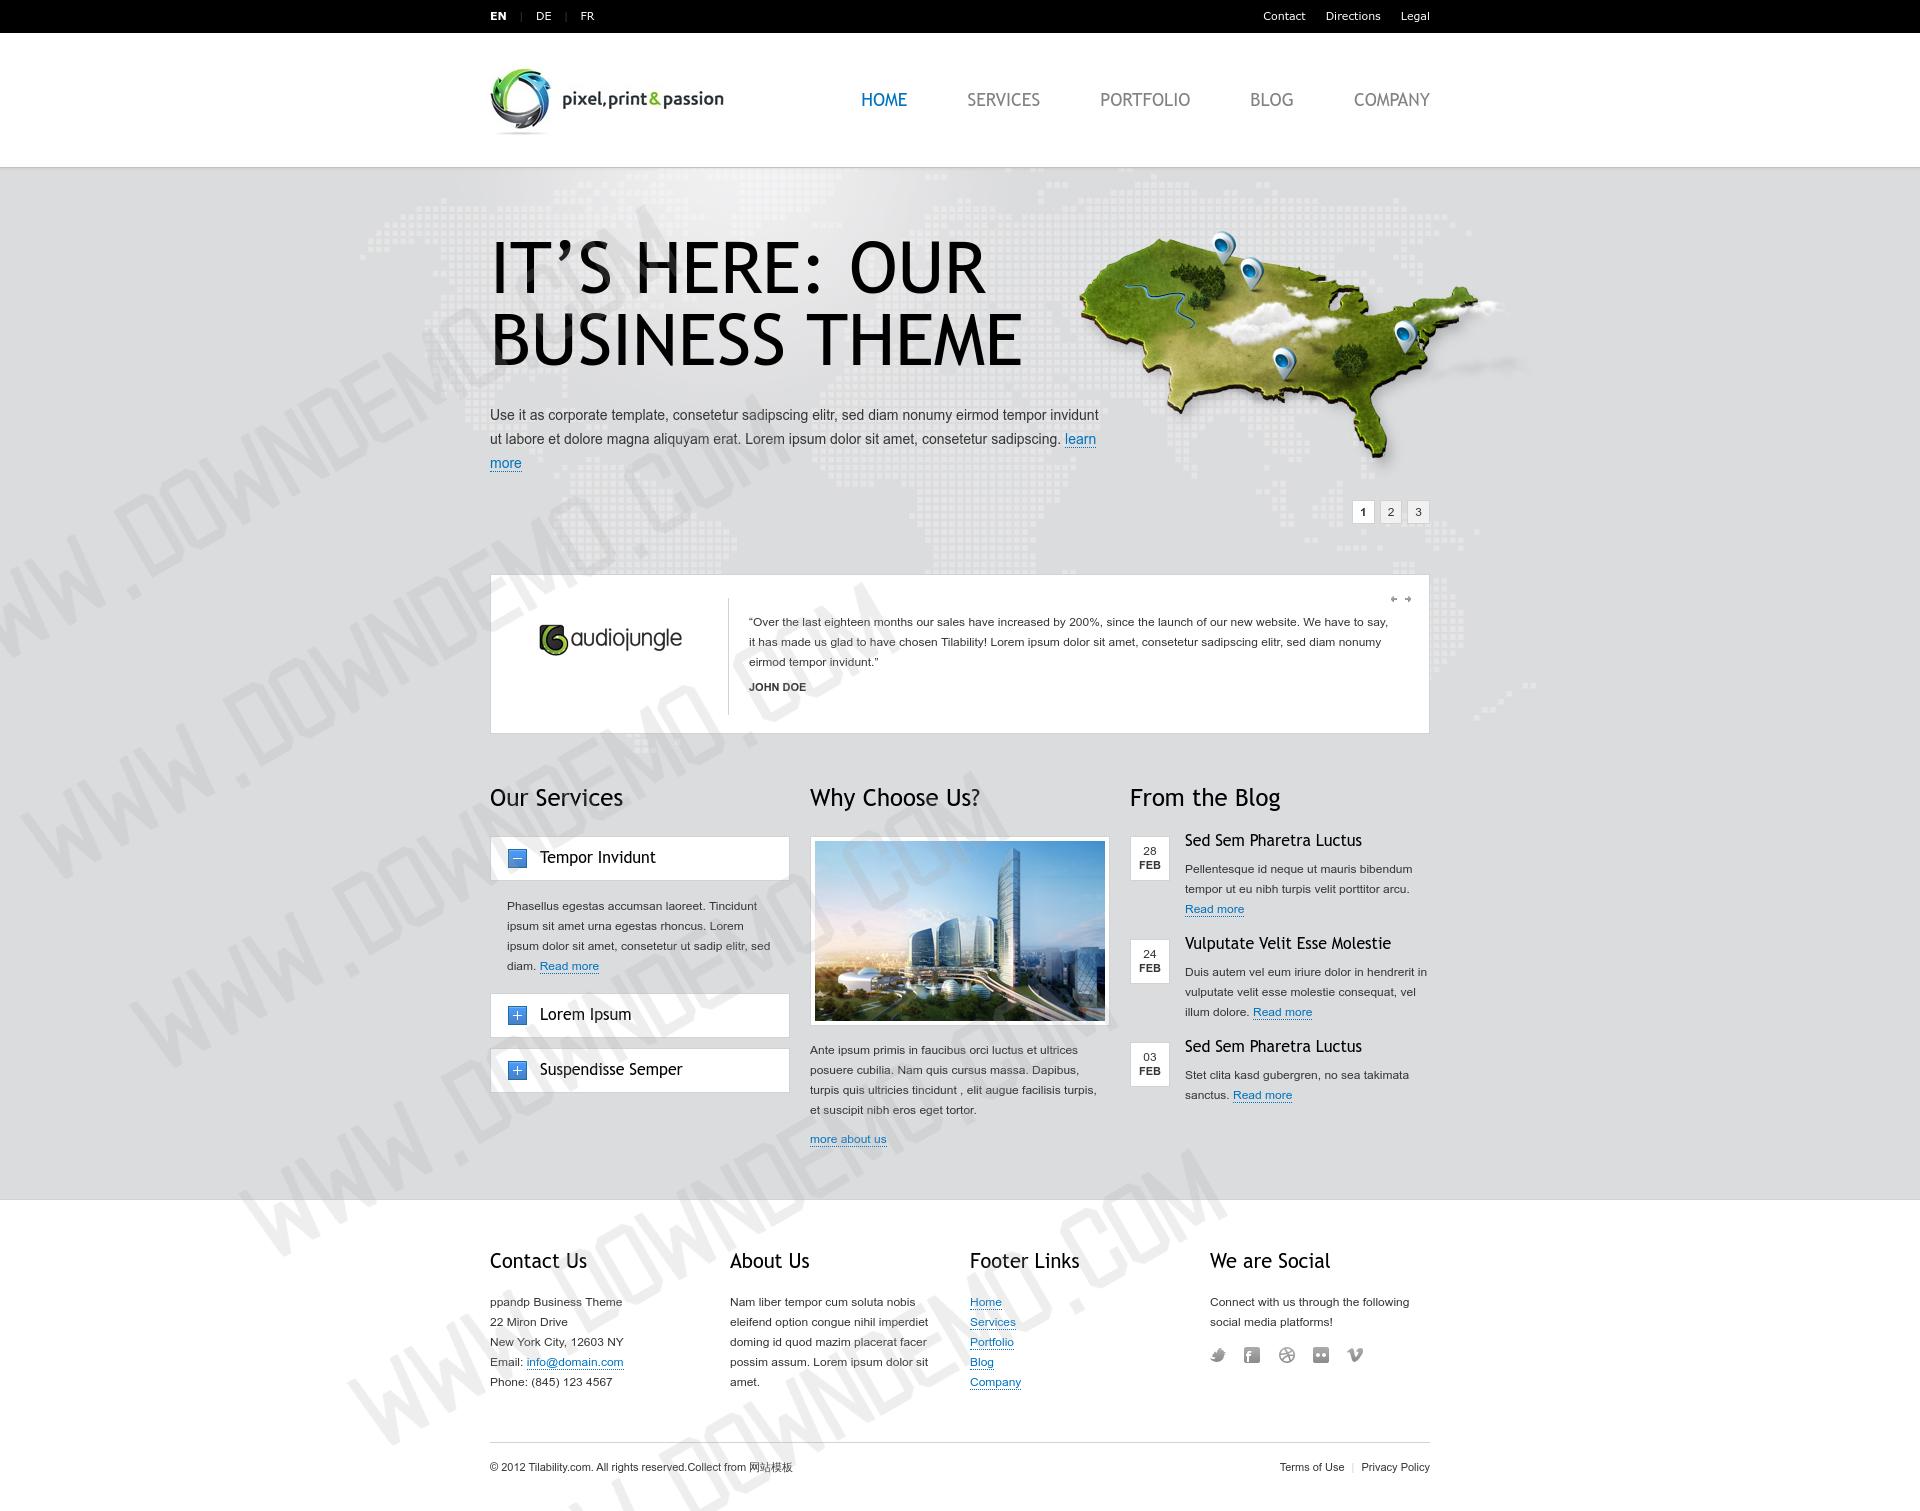 EN | DE | FR
Contact Directions Legal
pixel,print&passion
HOME SERVICES PORTFOLIO BLOG COMPANY
IT’S HERE: OUR
BUSINESS THEME
Use it as corporate template, consetetur sadipscing elitr, sed diam nonumy eirmod tempor invidunt
ut labore et dolore magna aliquyam erat. Lorem ipsum dolor sit amet, consetetur sadipscing. learn
more
1 2 3
audiojungle
“Over the last eighteen months our sales have increased by 200%, since the launch of our new website. We have to say,
it has made us glad to have chosen Tilability! Lorem ipsum dolor sit amet, consetetur sadipscing elitr, sed diam nonumy
eirmod tempor invidunt.”
JOHN DOE
Our Services
Tempor Invidunt
Phasellus egestas accumsan laoreet. Tincidunt
ipsum sit amet urna egestas rhoncus. Lorem
ipsum dolor sit amet, consetetur ut sadip elitr, sed
diam. Read more
Lorem Ipsum
Suspendisse Semper
Why Choose Us?
Ante ipsum primis in faucibus orci luctus et ultrices
posuere cubilia. Nam quis cursus massa. Dapibus,
turpis quis ultricies tincidunt , elit augue facilisis turpis,
et suscipit nibh eros eget tortor.
more about us
From the Blog
28
FEB
Sed Sem Pharetra Luctus
Pellentesque id neque ut mauris bibendum
tempor ut eu nibh turpis velit porttitor arcu.
Read more
24
FEB
Vulputate Velit Esse Molestie
Duis autem vel eum iriure dolor in hendrerit in
vulputate velit esse molestie consequat, vel
illum dolore. Read more
03
FEB
Sed Sem Pharetra Luctus
Stet clita kasd gubergren, no sea takimata
sanctus. Read more
Contact Us
ppandp Business Theme
22 Miron Drive
New York City, 12603 NY
Email: info@domain.com
Phone: (845) 123 4567
About Us
Nam liber tempor cum soluta nobis
eleifend option congue nihil imperdiet
doming id quod mazim placerat facer
possim assum. Lorem ipsum dolor sit
amet.
Footer Links
Home
Services
Portfolio
Blog
Company
We are Social
Connect with us through the following
social media platforms!
© 2012 Tilability.com. All rights reserved.Collect from 网站模板
Terms of Use | Privacy Policy
WWW.DOWNDEMO.COM
WWW.DOWNDEMO.COM
WWW.DOWNDEMO.COM
WWW.DOWNDEMO.COM
WWW.DOWNDEMO.COM
WWW.DOWNDEMO.COM